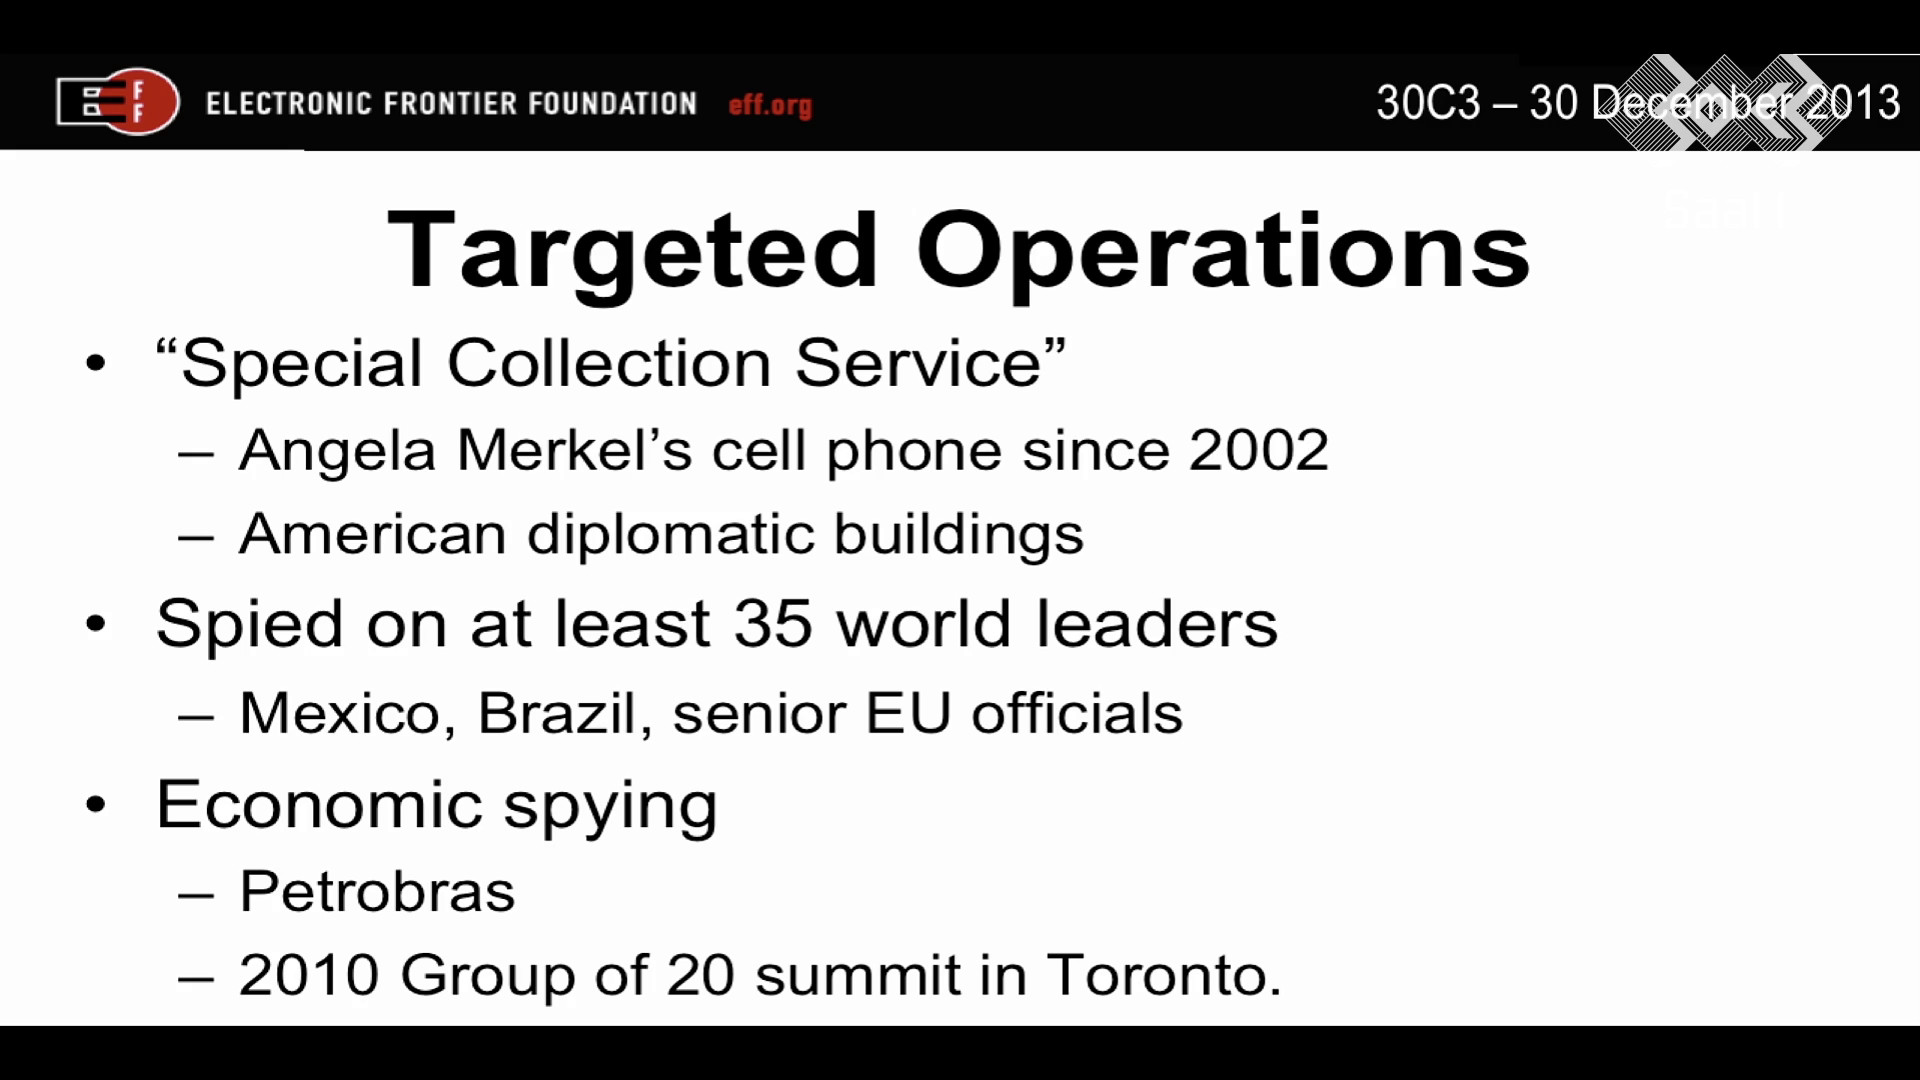 EFF ELECTRONIC FRONTIER FOUNDATION eff.org
30C3 – 30 December 2013
Targeted Operations
• “Special Collection Service”
– Angela Merkel’s cell phone since 2002
– American diplomatic buildings
• Spied on at least 35 world leaders
– Mexico, Brazil, senior EU officials
• Economic spying
– Petrobras
– 2010 Group of 20 summit in Toronto.